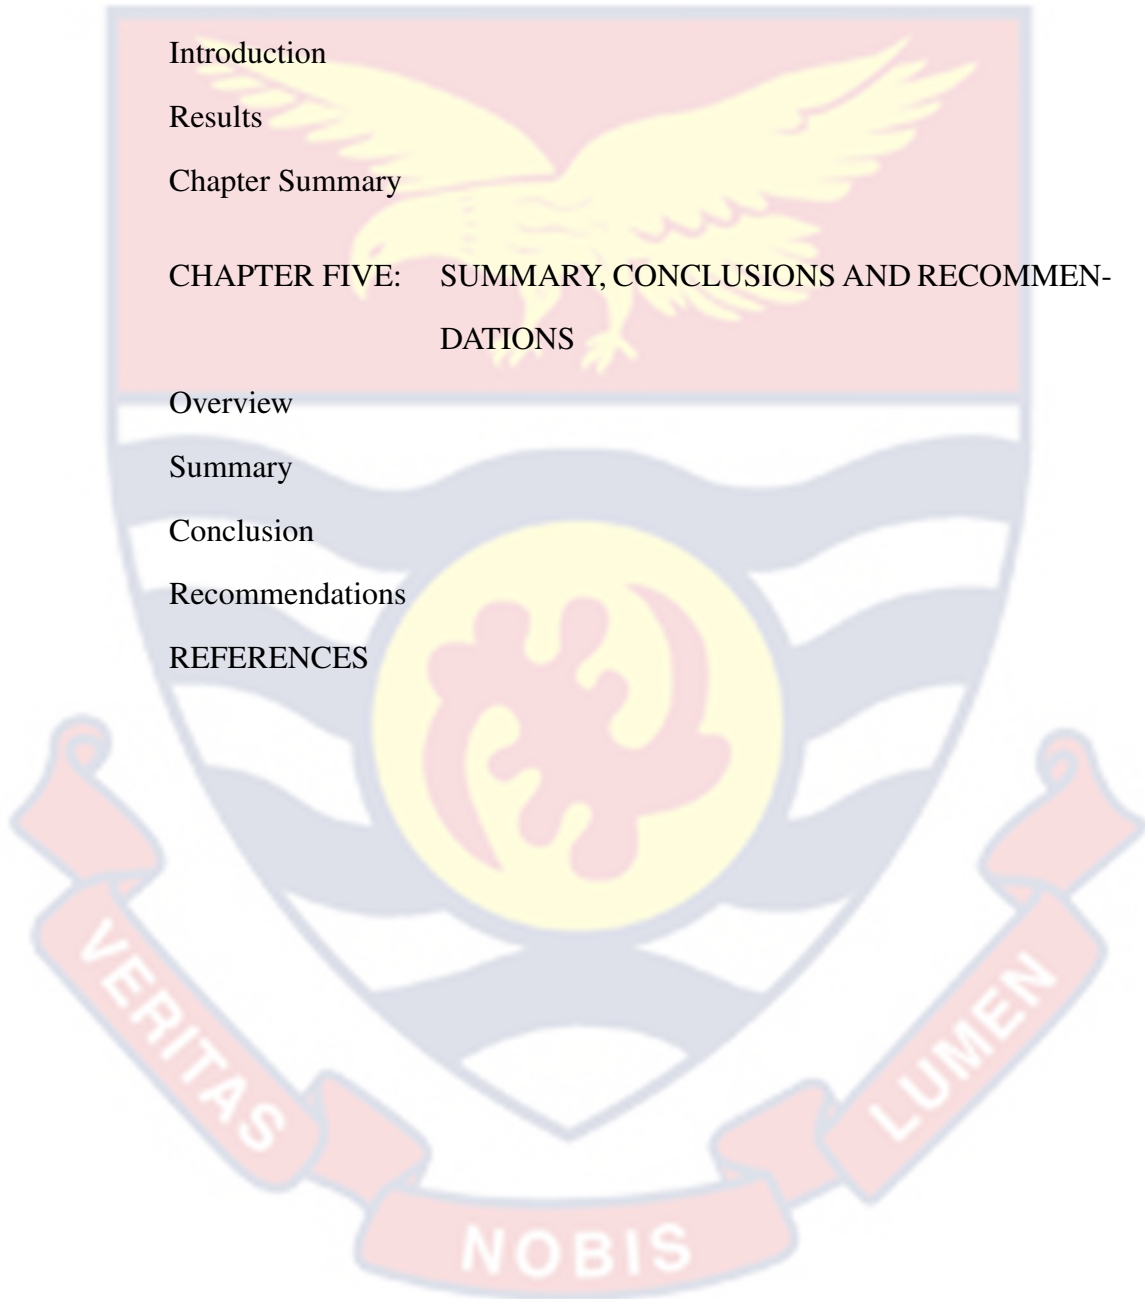 Introduction
Results
Chapter Summary
CHAPTER FIVE: SUMMARY, CONCLUSIONS AND RECOMMEN-
DATIONS
Overview
Summary
Conclusion
Recommendations
REFERENCES
VERITAS
NOBIS
LUMEN